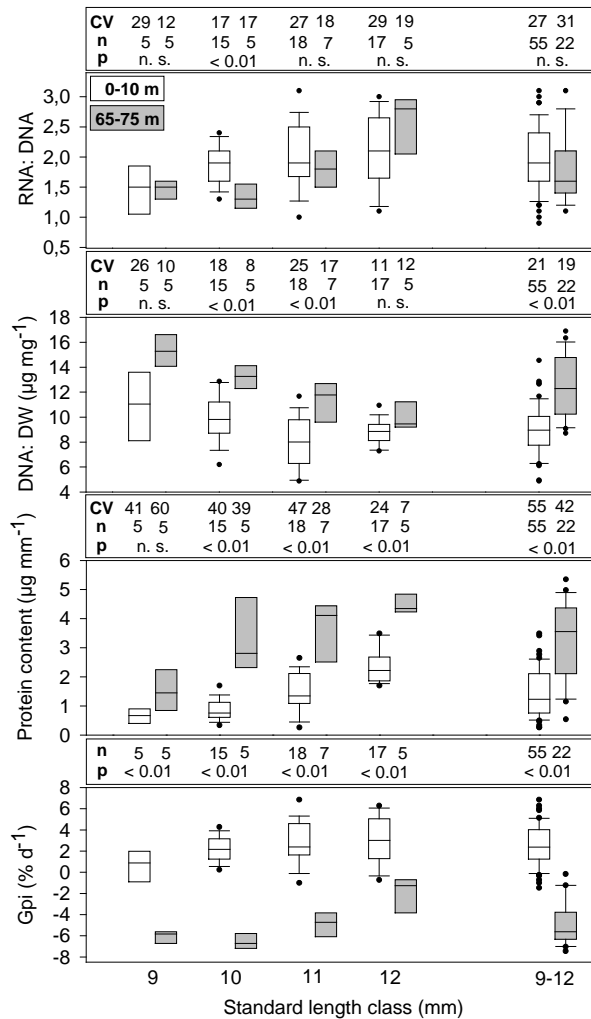 CV 29 12 17 17 27 18 29 19 27 31
n 5 5 15 5 18 7 17 5 55 22
p n. s. < 0.01 n. s. n. s. n. s.
0-10 m
65-75 m
RNA: DNA
3,0
2,5
2,0
1,5
1,0
0,5
CV 26 10 18 8 25 17 11 12 21 19
n 5 5 15 5 18 7 17 5 55 22
p n. s. < 0.01 < 0.01 n. s. < 0.01
DNA: DW (µg mg⁻¹)
18
16
14
12
10
8
6
4
CV 41 60 40 39 47 28 24 7 55 42
n 5 5 15 5 18 7 17 5 55 22
p n. s. < 0.01 < 0.01 < 0.01 < 0.01
Protein content (µg mm⁻¹)
6
5
4
3
2
1
0
n 5 5 15 5 18 7 17 5 55 22
p < 0.01 < 0.01 < 0.01 < 0.01 < 0.01
Gpi (% d⁻¹)
8
6
4
2
0
-2
-4
-6
-8
9 10 11 12 9-12
Standard length class (mm)